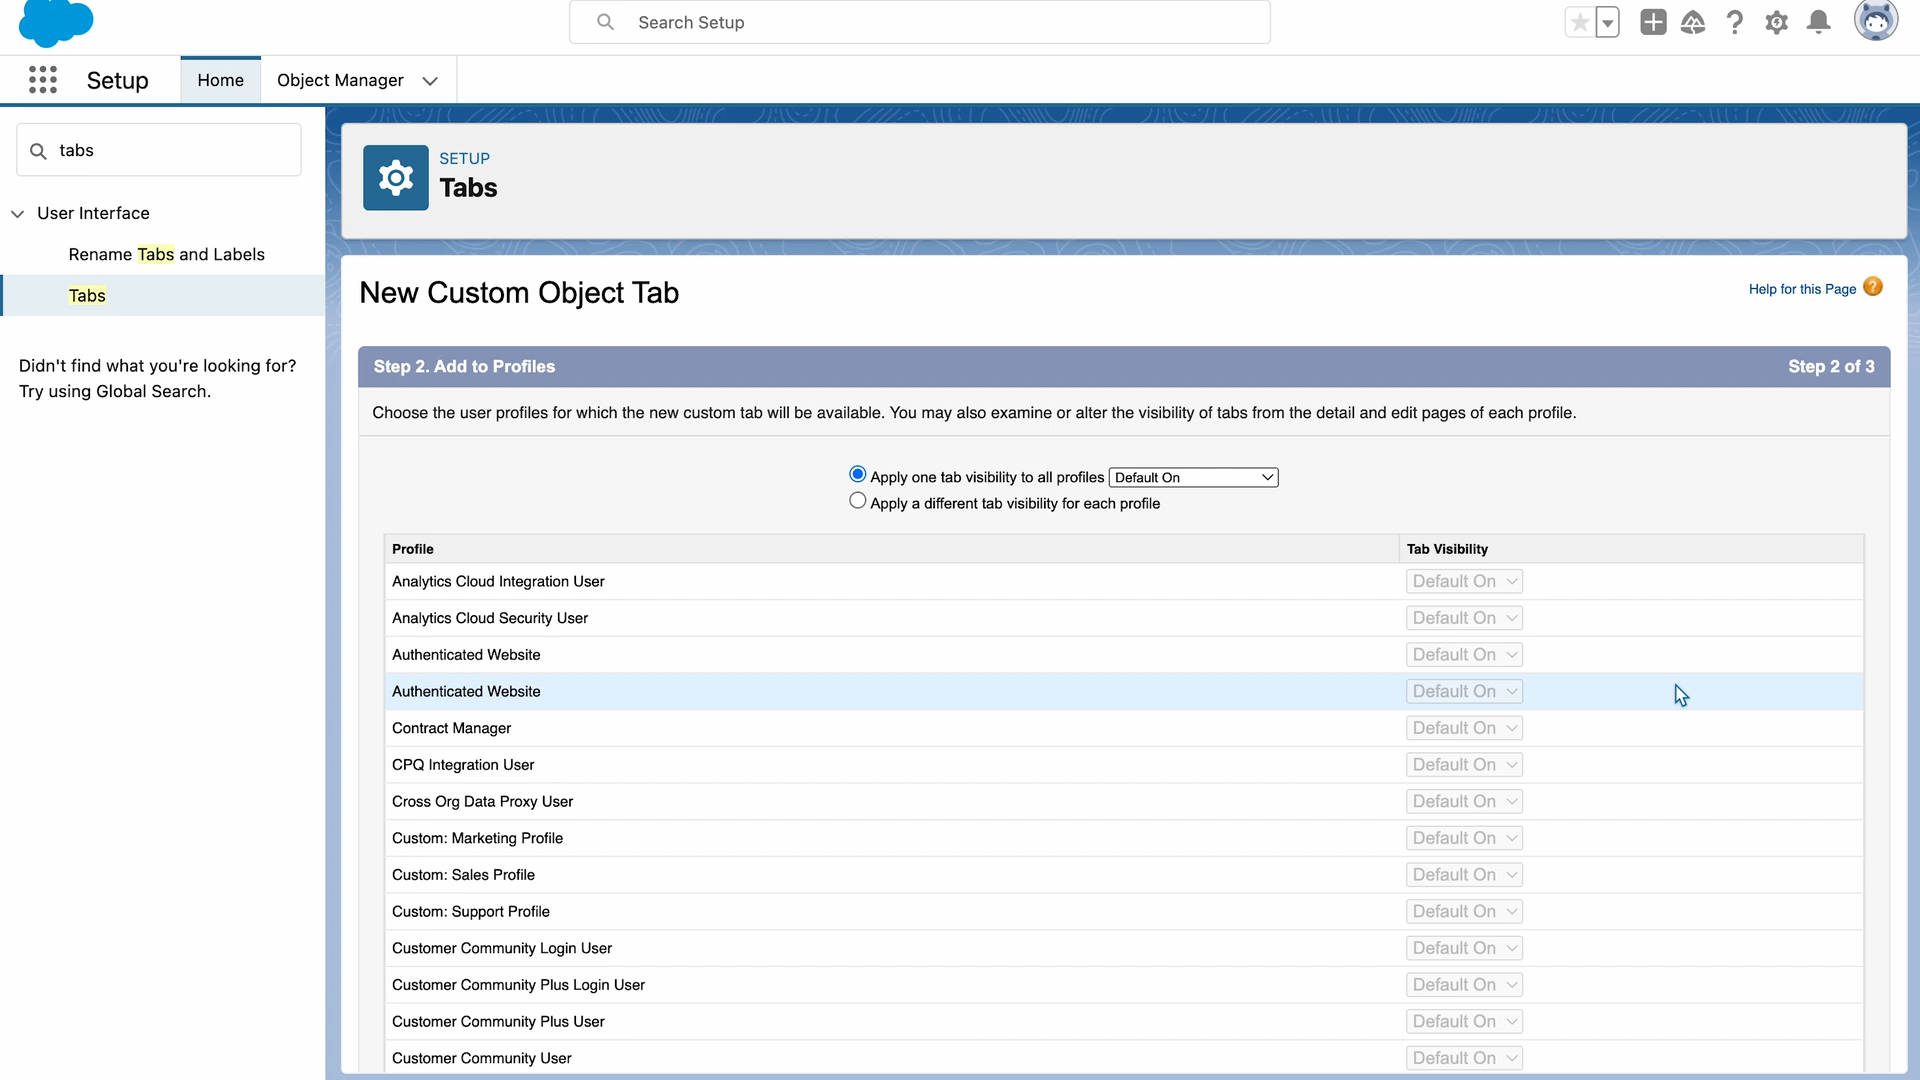 Search Setup
Setup
Home
Object Manager
tabs
User Interface
Rename Tabs and Labels
Tabs
Didn't find what you're looking for?
Try using Global Search.
SETUP
Tabs
New Custom Object Tab
Help for this Page ?
Step 2. Add to Profiles
Step 2 of 3
Choose the user profiles for which the new custom tab will be available. You may also examine or alter the visibility of tabs from the detail and edit pages of each profile.
Apply one tab visibility to all profiles Default On
Apply a different tab visibility for each profile
Profile Tab Visibility
Analytics Cloud Integration User Default On
Analytics Cloud Security User Default On
Authenticated Website Default On
Authenticated Website Default On
Contract Manager Default On
CPQ Integration User Default On
Cross Org Data Proxy User Default On
Custom: Marketing Profile Default On
Custom: Sales Profile Default On
Custom: Support Profile Default On
Customer Community Login User Default On
Customer Community Plus Login User Default On
Customer Community Plus User Default On
Customer Community User Default On